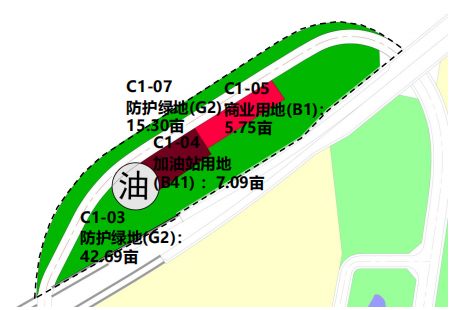 C1-07
防护绿地(G2)
15.30亩
C1-05
商业用地(B1):
5.75亩
C1-04
加油站用地
(B41) : 7.09亩
油
C1-03
防护绿地(G2):
42.69亩